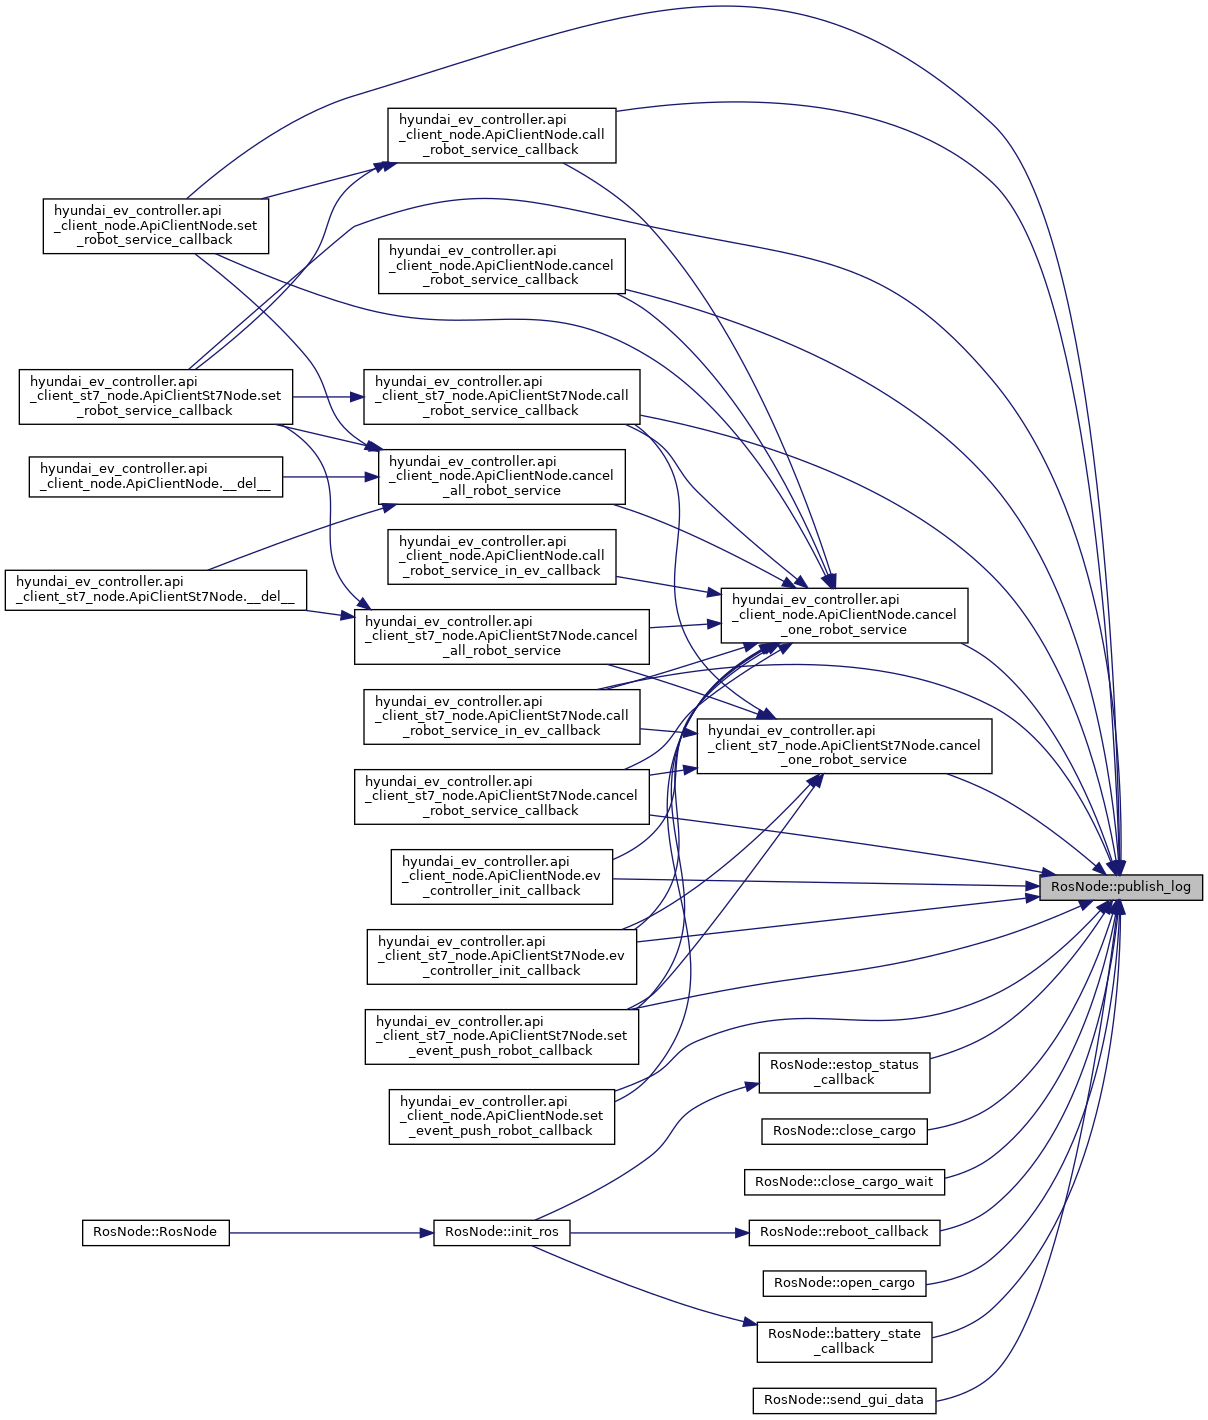 hyundai_ev_controller.api
_client_node.ApiClientNode.call
_robot_service_callback
hyundai_ev_controller.api
_client_node.ApiClientNode.set
_robot_service_callback
hyundai_ev_controller.api
_client_node.ApiClientNode.cancel
_robot_service_callback
hyundai_ev_controller.api
_client_st7_node.ApiClientSt7Node.set
_robot_service_callback
hyundai_ev_controller.api
_client_st7_node.ApiClientSt7Node.call
_robot_service_callback
hyundai_ev_controller.api
_client_node.ApiClientNode.__del__
hyundai_ev_controller.api
_client_node.ApiClientNode.cancel
_all_robot_service
hyundai_ev_controller.api
_client_node.ApiClientNode.call
_robot_service_in_ev_callback
hyundai_ev_controller.api
_client_st7_node.ApiClientSt7Node.__del__
hyundai_ev_controller.api
_client_node.ApiClientNode.cancel
_one_robot_service
hyundai_ev_controller.api
_client_st7_node.ApiClientSt7Node.cancel
_all_robot_service
hyundai_ev_controller.api
_client_st7_node.ApiClientSt7Node.call
_robot_service_in_ev_callback
hyundai_ev_controller.api
_client_st7_node.ApiClientSt7Node.cancel
_one_robot_service
hyundai_ev_controller.api
_client_st7_node.ApiClientSt7Node.cancel
_robot_service_callback
hyundai_ev_controller.api
_client_node.ApiClientNode.ev
_controller_init_callback
RosNode::publish_log
hyundai_ev_controller.api
_client_st7_node.ApiClientSt7Node.ev
_controller_init_callback
hyundai_ev_controller.api
_client_st7_node.ApiClientSt7Node.set
_event_push_robot_callback
RosNode::estop_status
_callback
hyundai_ev_controller.api
_client_node.ApiClientNode.set
_event_push_robot_callback
RosNode::close_cargo
RosNode::close_cargo_wait
RosNode::RosNode
RosNode::init_ros
RosNode::reboot_callback
RosNode::open_cargo
RosNode::battery_state
_callback
RosNode::send_gui_data